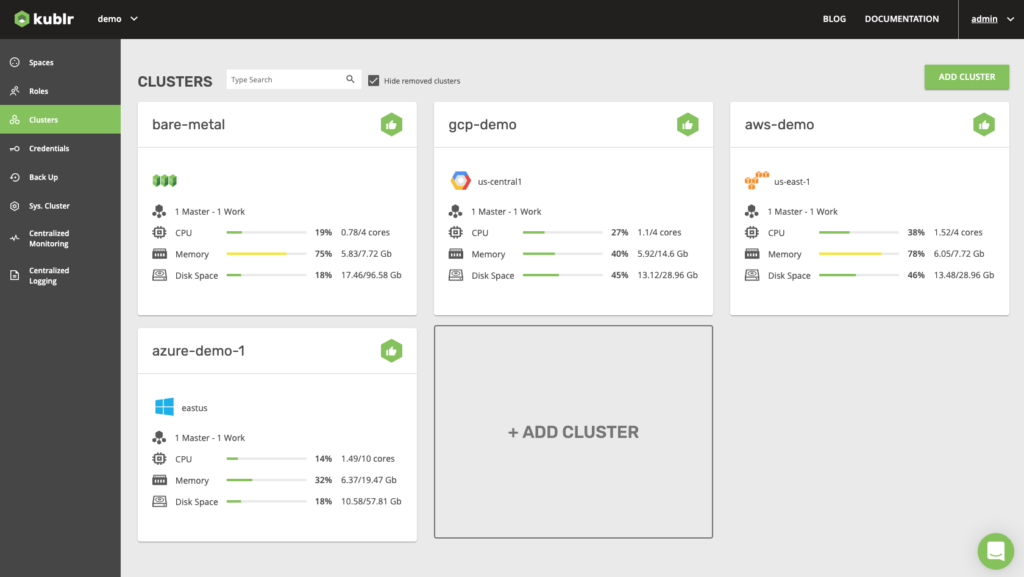 kublr
demo
BLOG
DOCUMENTATION
admin
Spaces
Roles
Clusters
Credentials
Back Up
Sys. Cluster
Centralized
Monitoring
Centralized
Logging
CLUSTERS
Type Search
Hide removed clusters
ADD CLUSTER
bare-metal
1 Master - 1 Work
CPU 19% 0.78/4 cores
Memory 75% 5.83/7.72 Gb
Disk Space 18% 17.46/96.58 Gb
gcp-demo
us-central1
1 Master - 1 Work
CPU 27% 1.1/4 cores
Memory 40% 5.92/14.6 Gb
Disk Space 45% 13.12/28.96 Gb
aws-demo
us-east-1
1 Master - 1 Work
CPU 38% 1.52/4 cores
Memory 78% 6.05/7.72 Gb
Disk Space 46% 13.48/28.96 Gb
azure-demo-1
eastus
1 Master - 1 Work
CPU 14% 1.49/10 cores
Memory 32% 6.37/19.47 Gb
Disk Space 18% 10.58/57.81 Gb
+ ADD CLUSTER